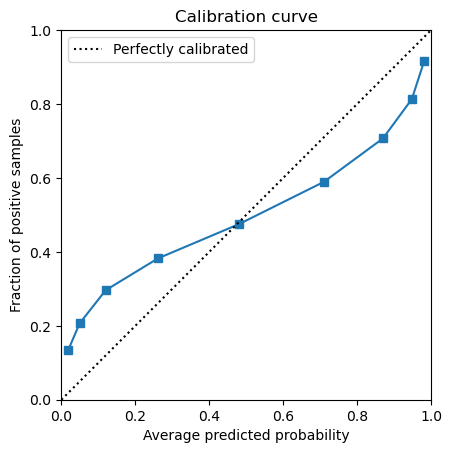 Calibration curve
1.0
Perfectly calibrated
0.8
0.6
0.4
0.2
0.0
Fraction of positive samples
0.0 0.2 0.4 0.6 0.8 1.0
Average predicted probability